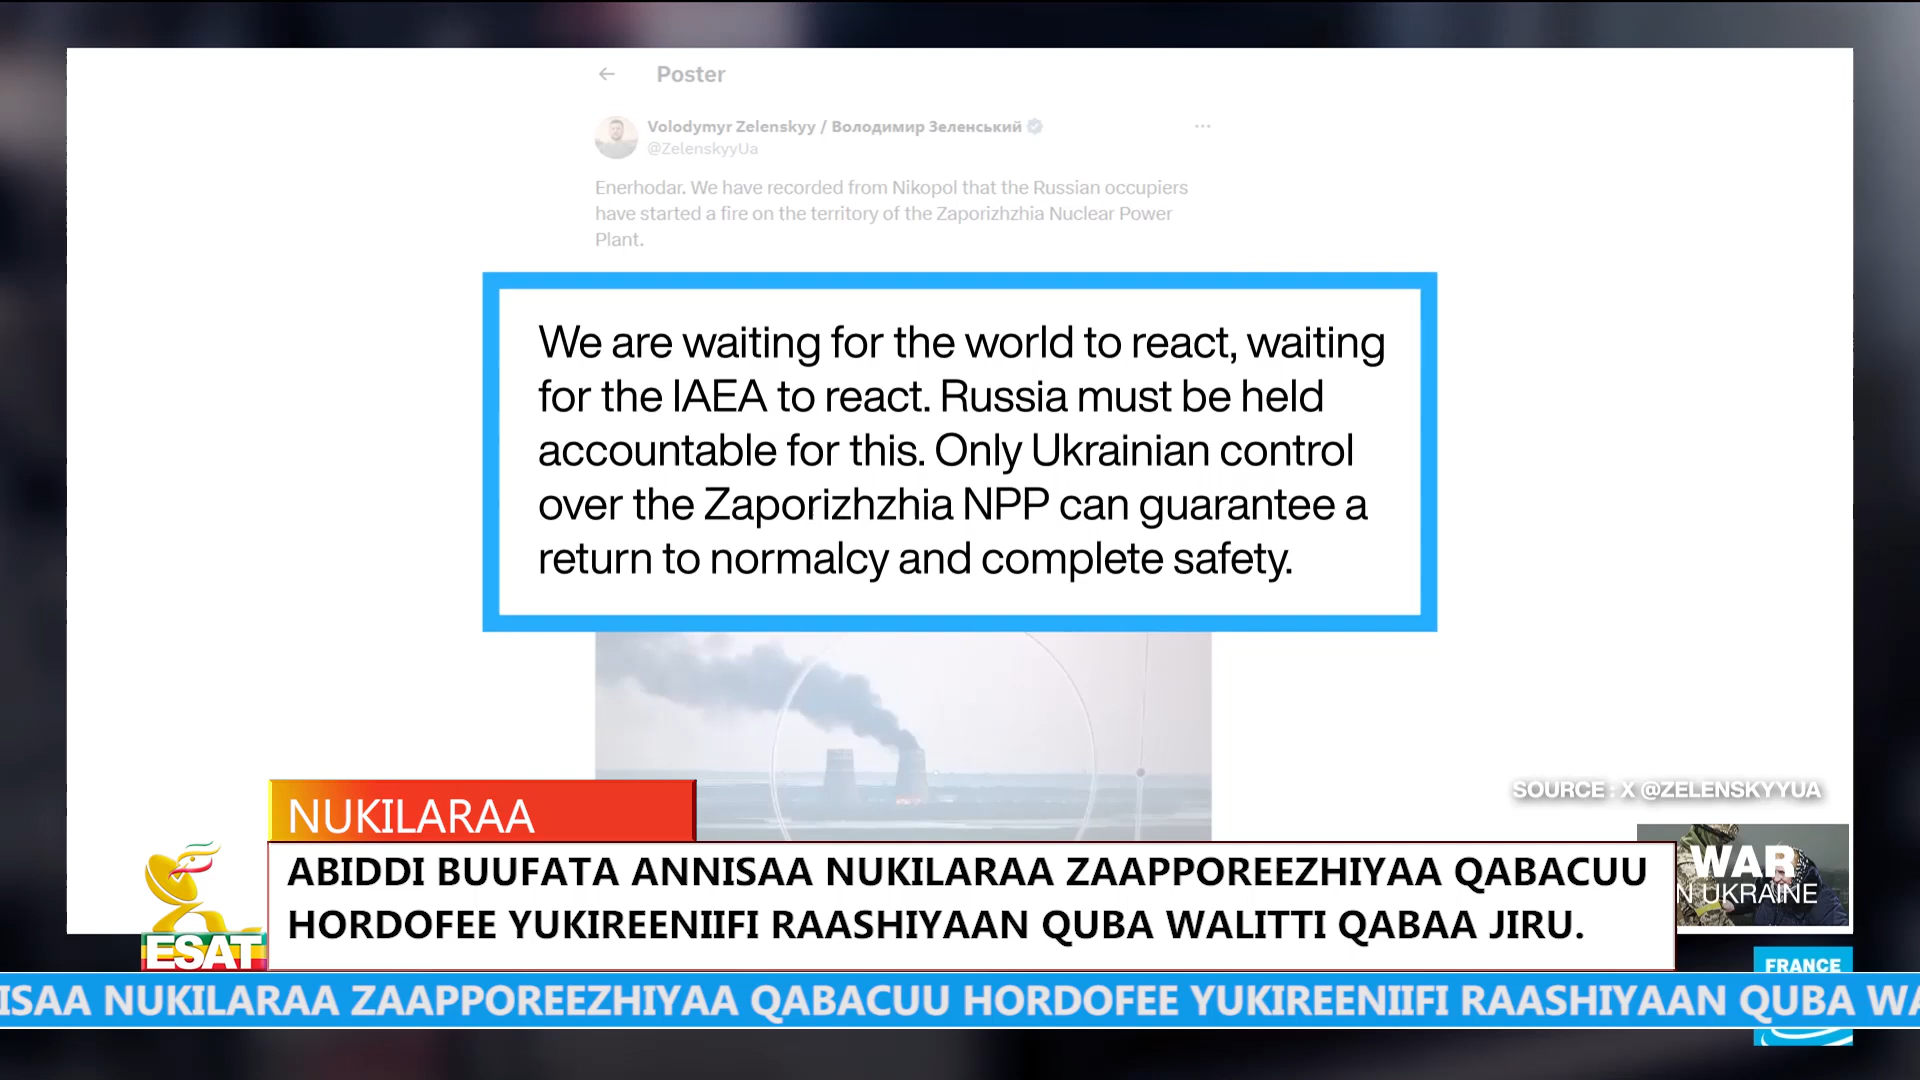 Poster
Volodymyr Zelenskyy / Володимир Зеленський
@ZelenskyyUa
Enerhodar. We have recorded from Nikopol that the Russian occupiers
have started a fire on the territory of the Zaporizhzhia Nuclear Power
Plant.
We are waiting for the world to react, waiting
for the IAEA to react. Russia must be held
accountable for this. Only Ukrainian control
over the Zaporizhzhia NPP can guarantee a
return to normalcy and complete safety.
SOURCE : X @ZELENSKYYUA
NUKILARAA
ABIDDI BUUFATA ANNISAA NUKILARAA ZAAPPOREEZHIYAA QABACUU
HORDOFEE YUKIREENIIFI RAASHIYAAN QUBA WALITTI QABAA JIRU.
WAR
N UKRAINE
ESAT
FRANCE
ISAA NUKILARAA ZAAPPOREEZHIYAA QABACUU HORDOFEE YUKIREENIIFI RAASHIYAAN QUBA WA